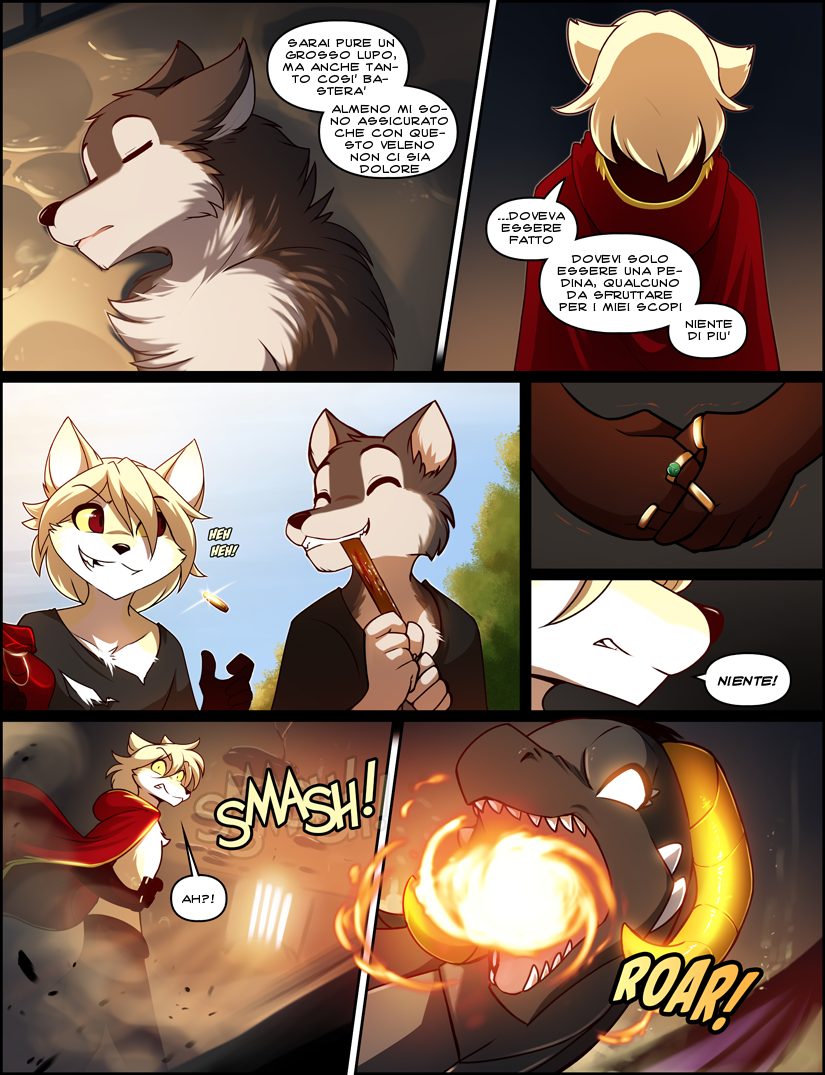 SARAI PURE UN
GROSSO LUPO,
MA ANCHE TAN-
TO COSI' BA-
STERA'
ALMENO MI SO-
NO ASSICURATO
CHE CON QUE-
STO VELENO
NON CI SIA
DOLORE
...DOVEVA
ESSERE
FATTO
DOVEVI SOLO
ESSERE UNA PE-
DINA, QUALCUNO
DA SFRUTTARE
PER I MIEI SCOPI
NIENTE
DI PIU'
HEH
HEH!
NIENTE!
SMASH!
AH?!
ROAR!